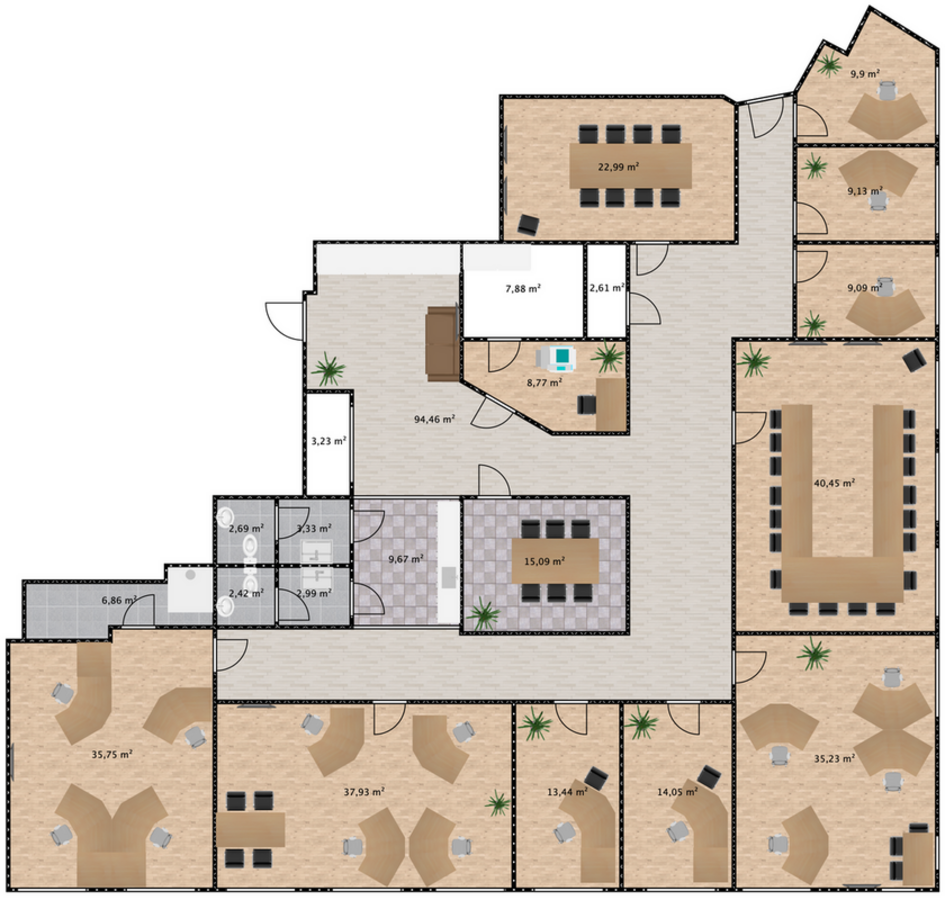 9,9 m²
22,99 m²
9,13 m²
7,88 m²
2,61 m²
9,09 m²
8,77 m²
94,46 m²
3,23 m²
40,45 m²
2,69 m²
3,33 m²
9,67 m²
15,09 m²
2,42 m²
2,99 m²
6,86 m²
35,75 m²
37,93 m²
13,44 m²
14,05 m²
35,23 m²